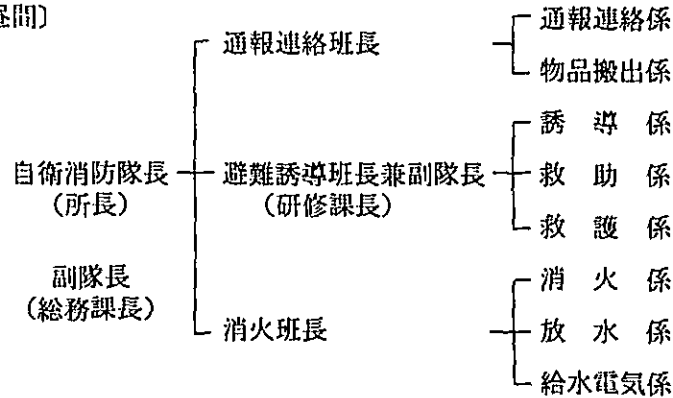 昼間〕
通報連絡班長
通報連絡係
物品搬出係
自衛消防隊長
(所長)
副隊長
(総務課長)
避難誘導班長兼副隊長
(研修課長)
誘導係
救助係
救護係
消火班長
消火係
放水係
給水電気係